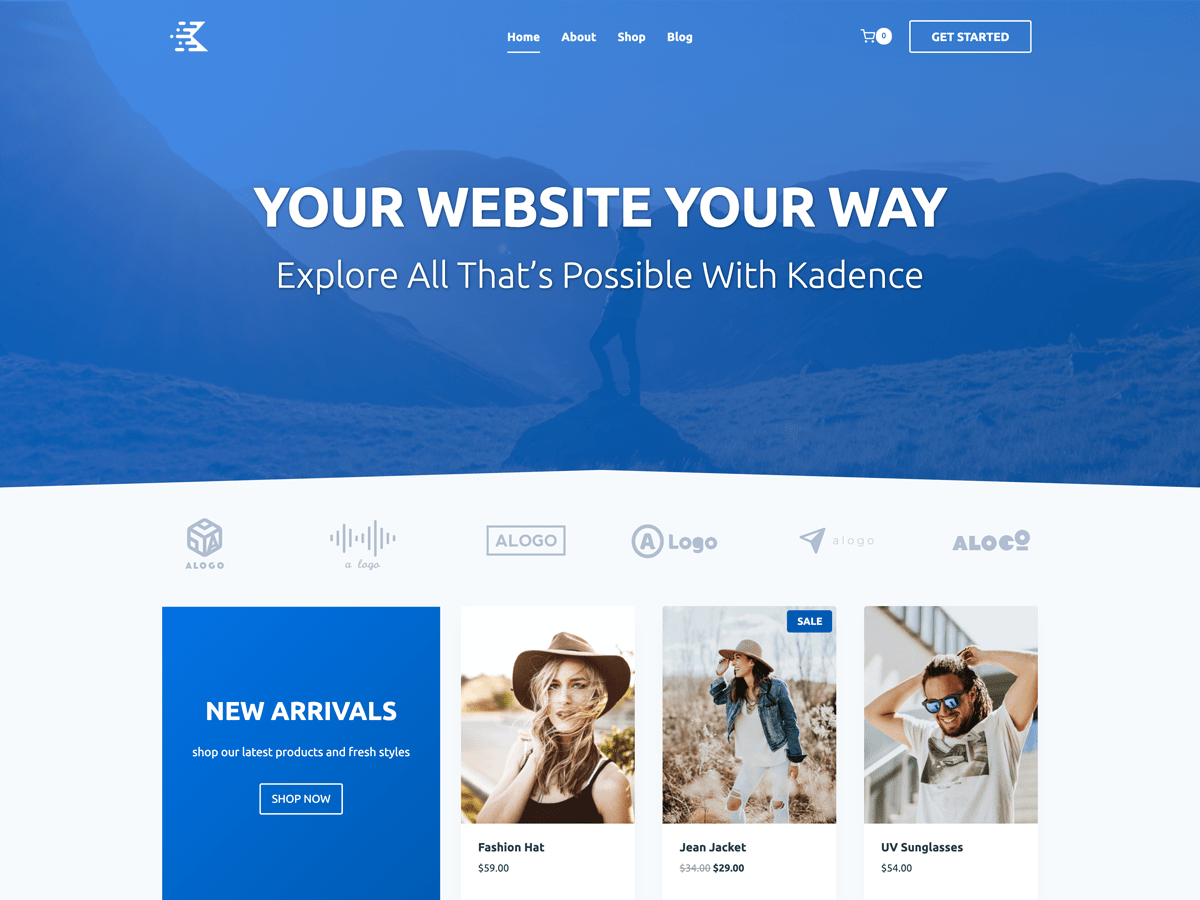 Home About Shop Blog 0 GET STARTED
YOUR WEBSITE YOUR WAY
Explore All That's Possible With Kadence
ALOGO
a logo
ALOGO
A Logo
alogo
ALOGO
SALE
NEW ARRIVALS
shop our latest products and fresh styles
SHOP NOW
Fashion Hat
$59.00
Jean Jacket
$34.00 $29.00
UV Sunglasses
$54.00